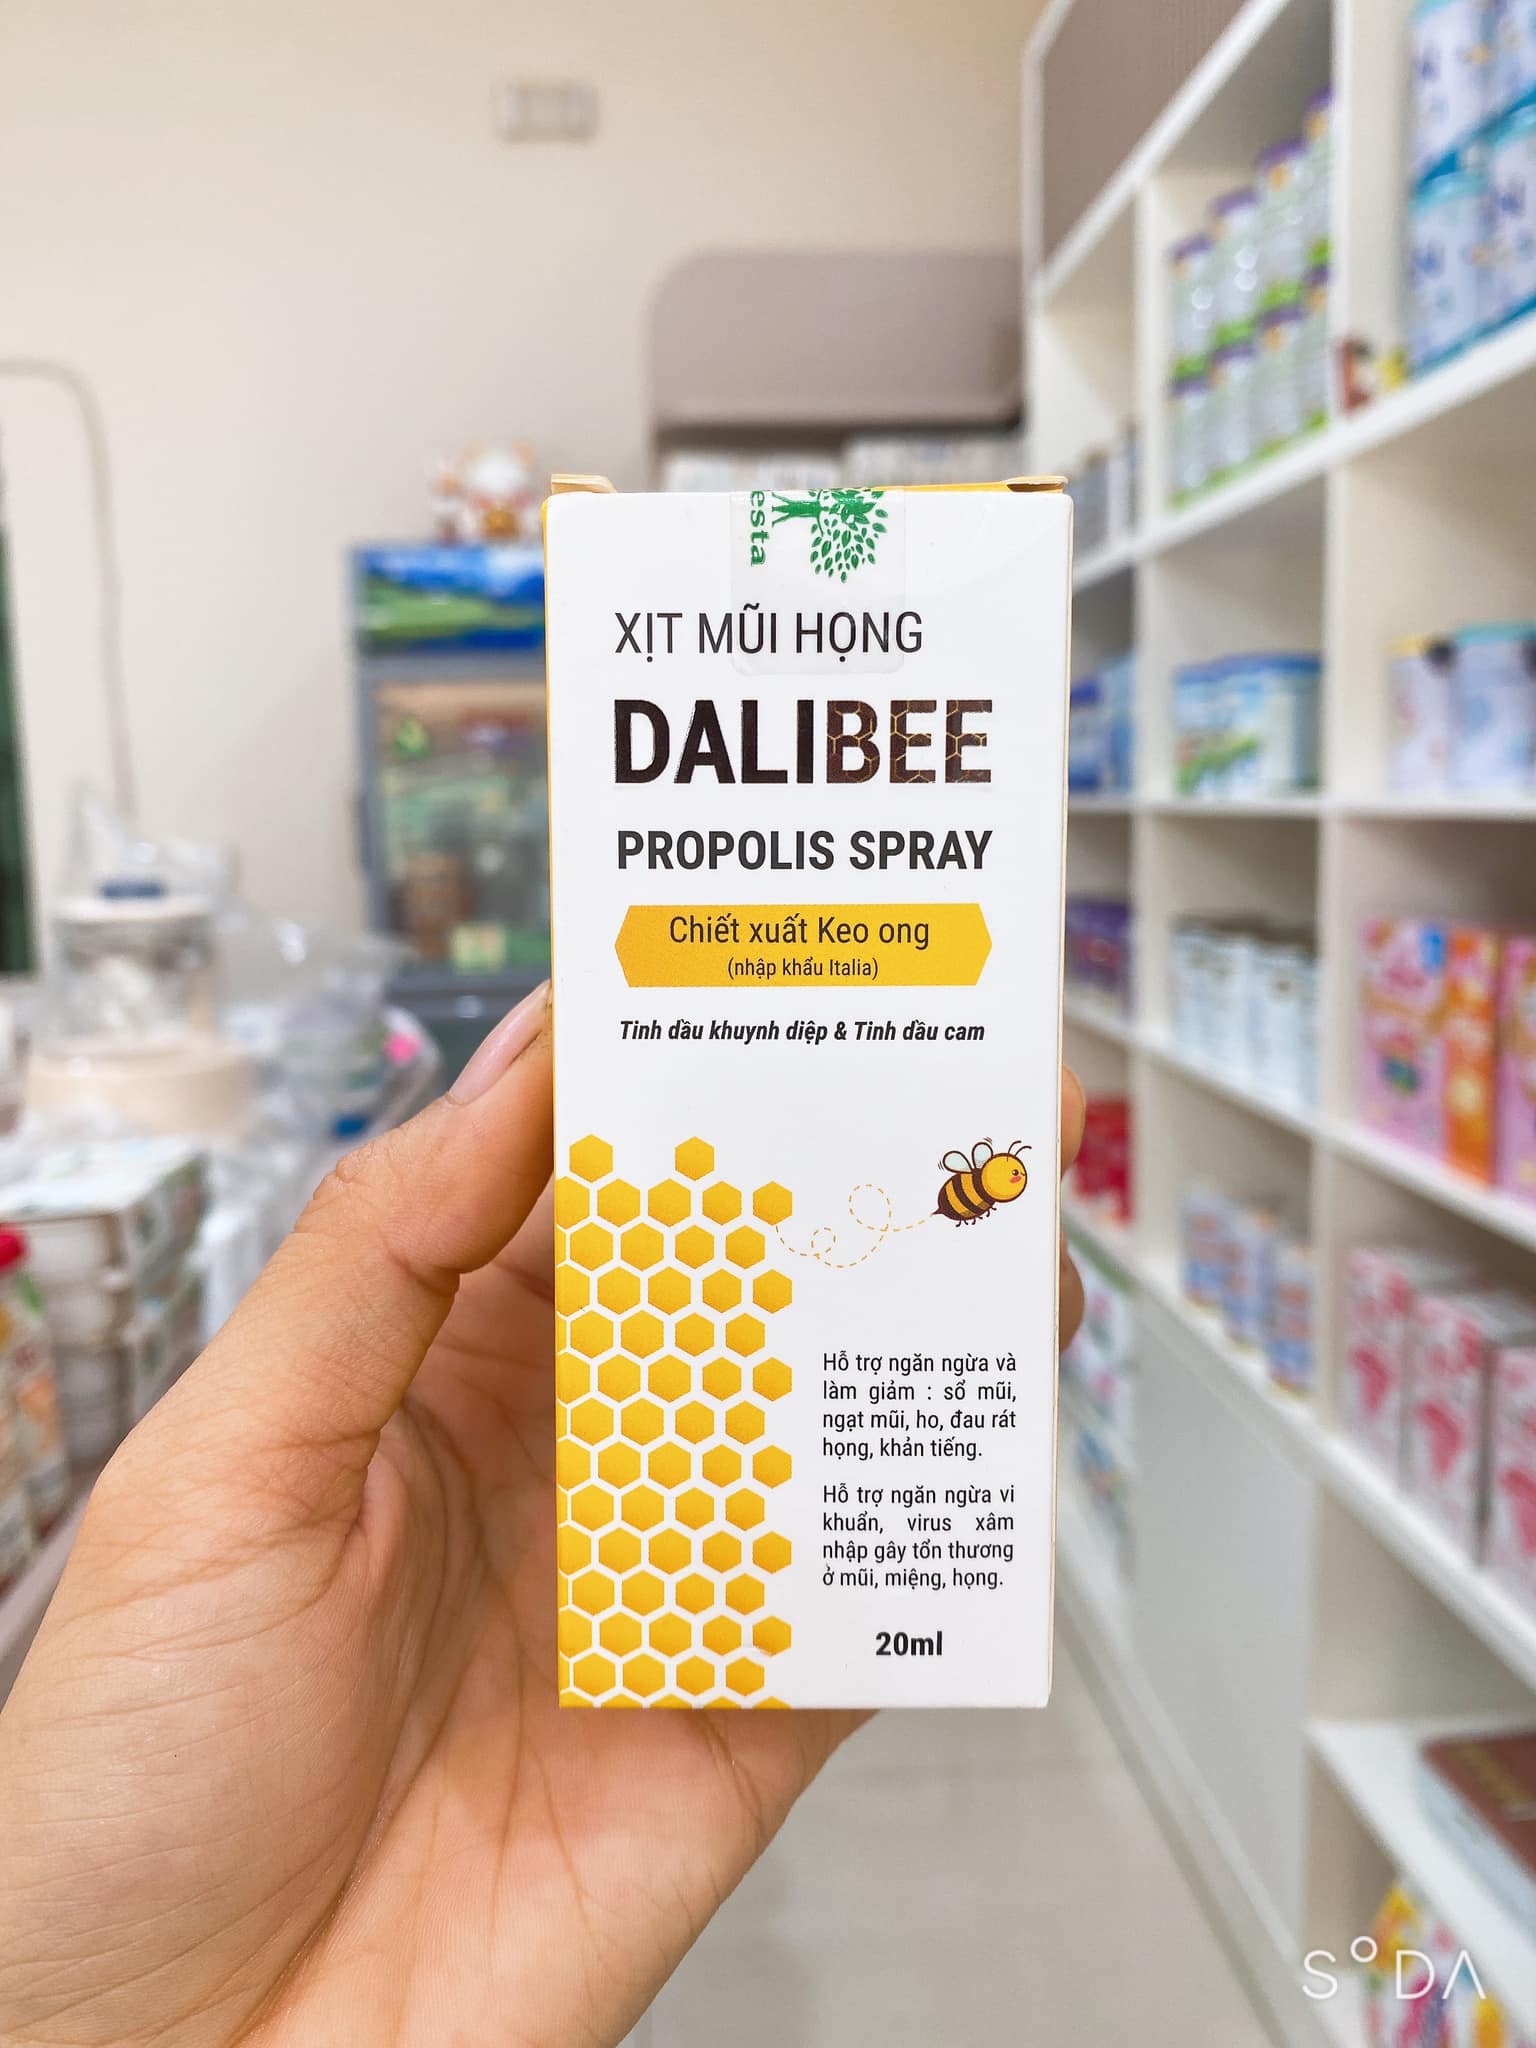 esta
XỊT MŨI HỌNG
DALIBEE
PROPOLIS SPRAY
Chiết xuất Keo ong
(nhập khẩu Italia)
Tinh dầu khuynh diệp & Tinh dầu cam
Hỗ trợ ngăn ngừa và
làm giảm : sổ mũi,
ngạt mũi, ho, đau rát
họng, khản tiếng.
Hỗ trợ ngăn ngừa vi
khuẩn, virus xâm
nhập gây tổn thương
ở mũi, miệng, họng.
20ml
SODA